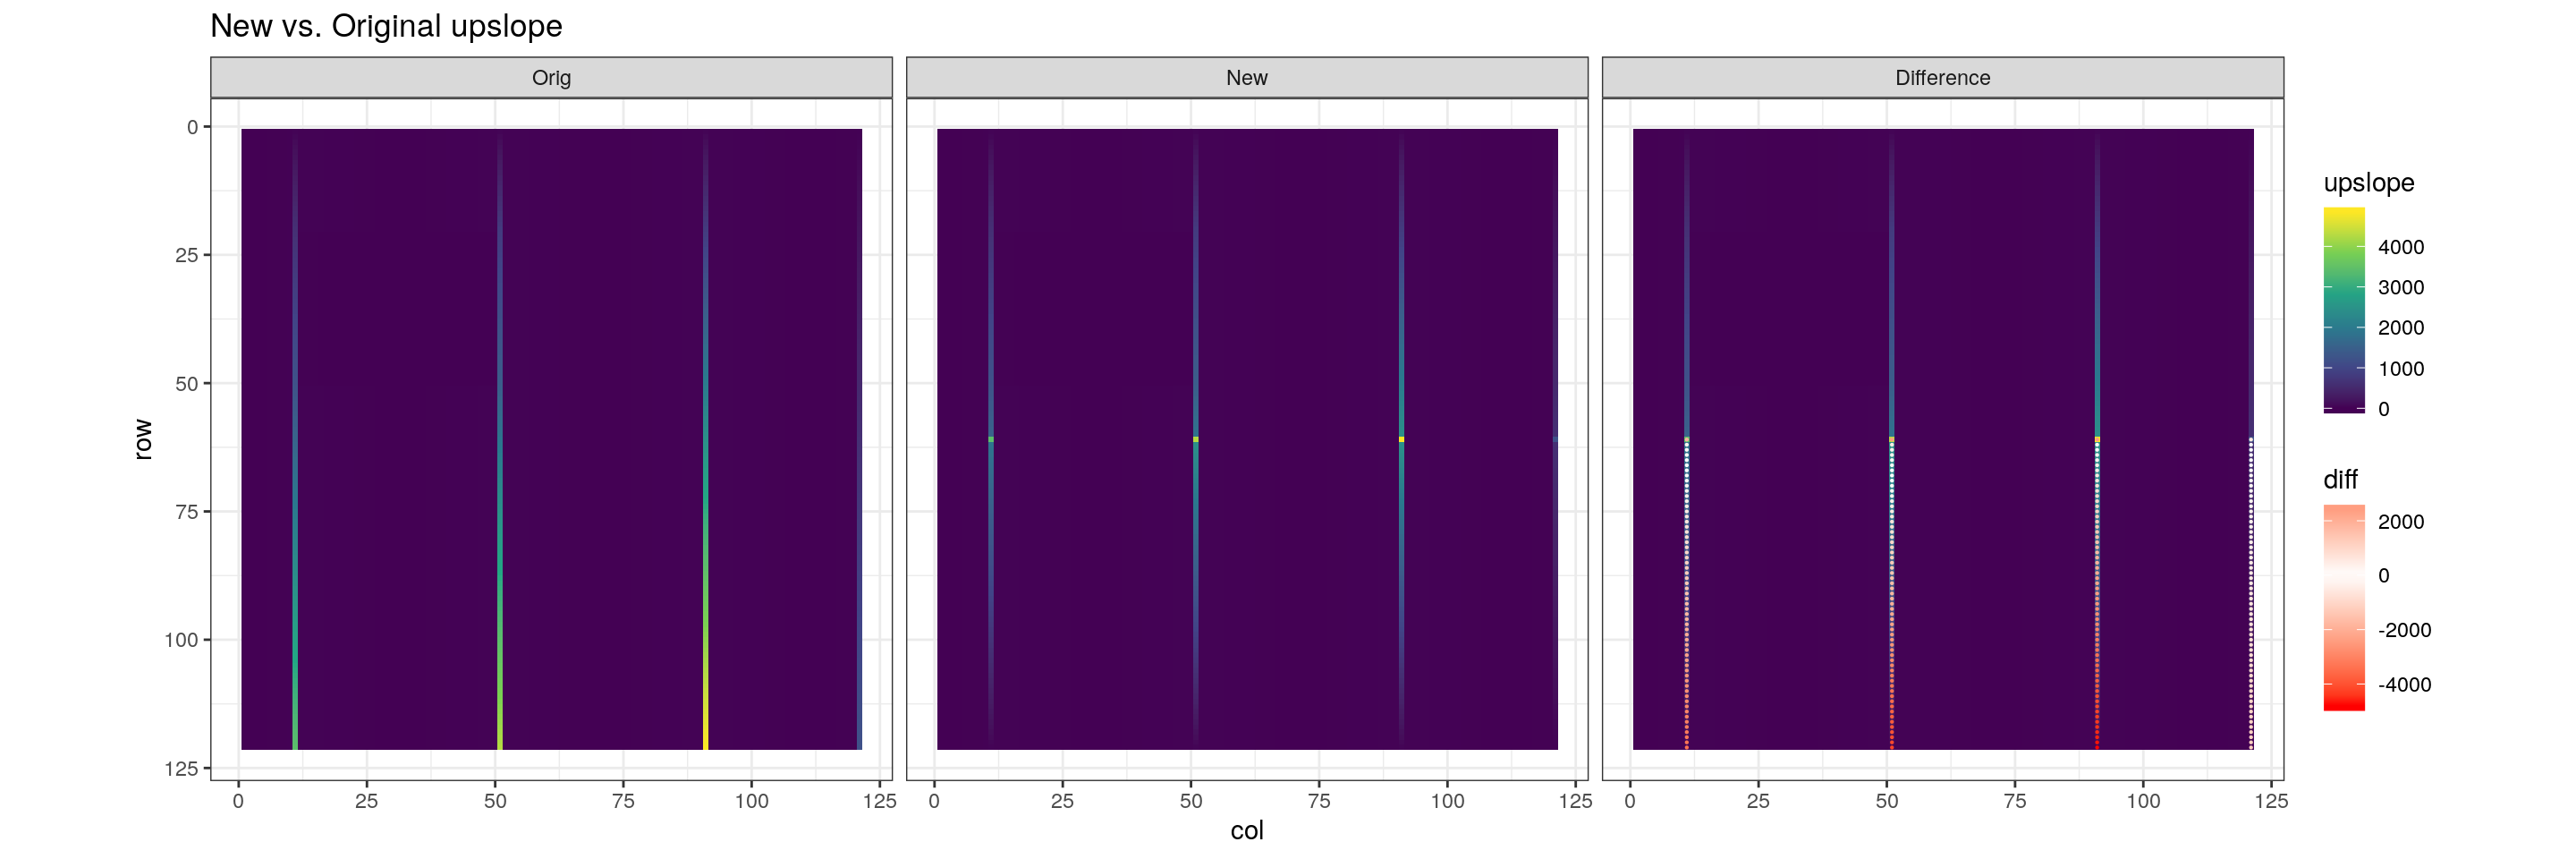 New vs. Original upslope
Orig
New
Difference
0
25
50
75
100
125
row
0 25 50 75 100 125
0 25 50 75 100 125
0 25 50 75 100 125
col
upslope
4000
3000
2000
1000
0
diff
2000
0
-2000
-4000